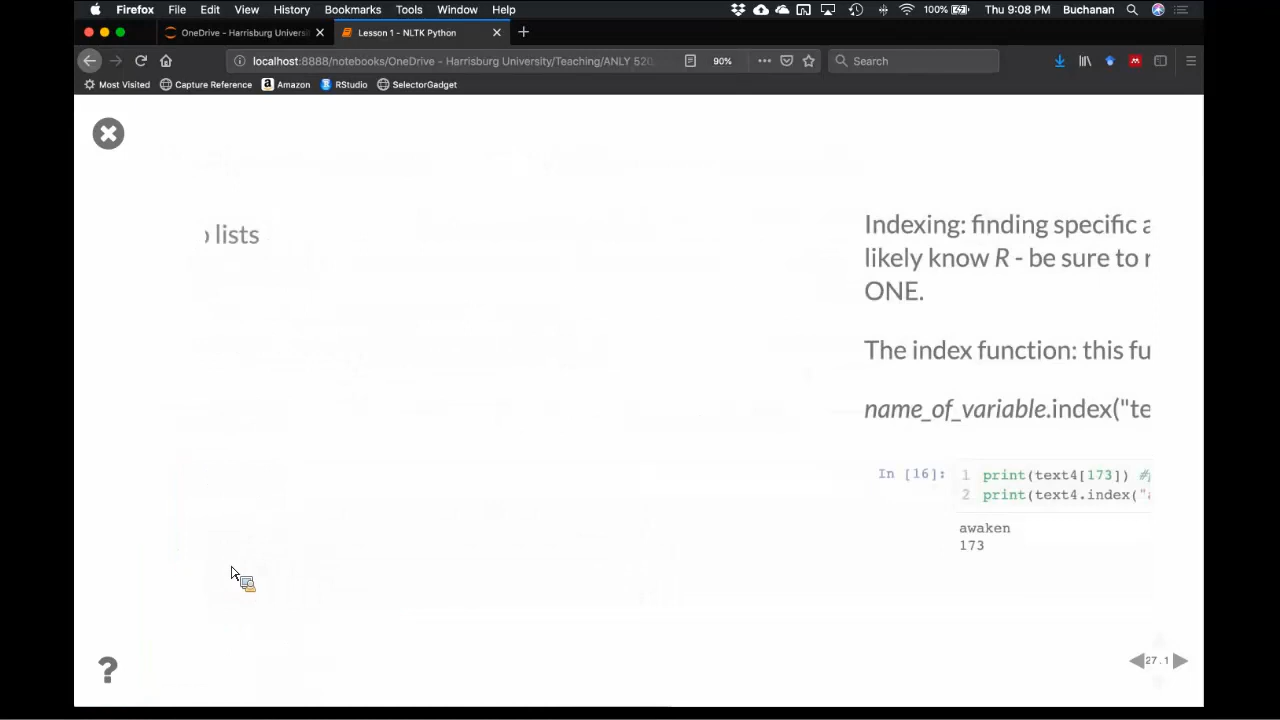 Firefox File Edit View History Bookmarks Tools Window Help 100% Thu 9:08 PM Buchanan
OneDrive - Harrisburg Universi
Lesson 1 - NLTK Python
localhost:8888/notebooks/OneDrive - Harrisburg University/Teaching/ANLY 520 90% Search
Most Visited Capture Reference Amazon RStudio SelectorGadget
lists
Indexing: finding specific a
likely know R - be sure to r
ONE.
The index function: this fu
name_of_variable.index("te
In [16]: 1 print(text4[173]) #
2 print(text4.index("a
awaken
173
?
27.1